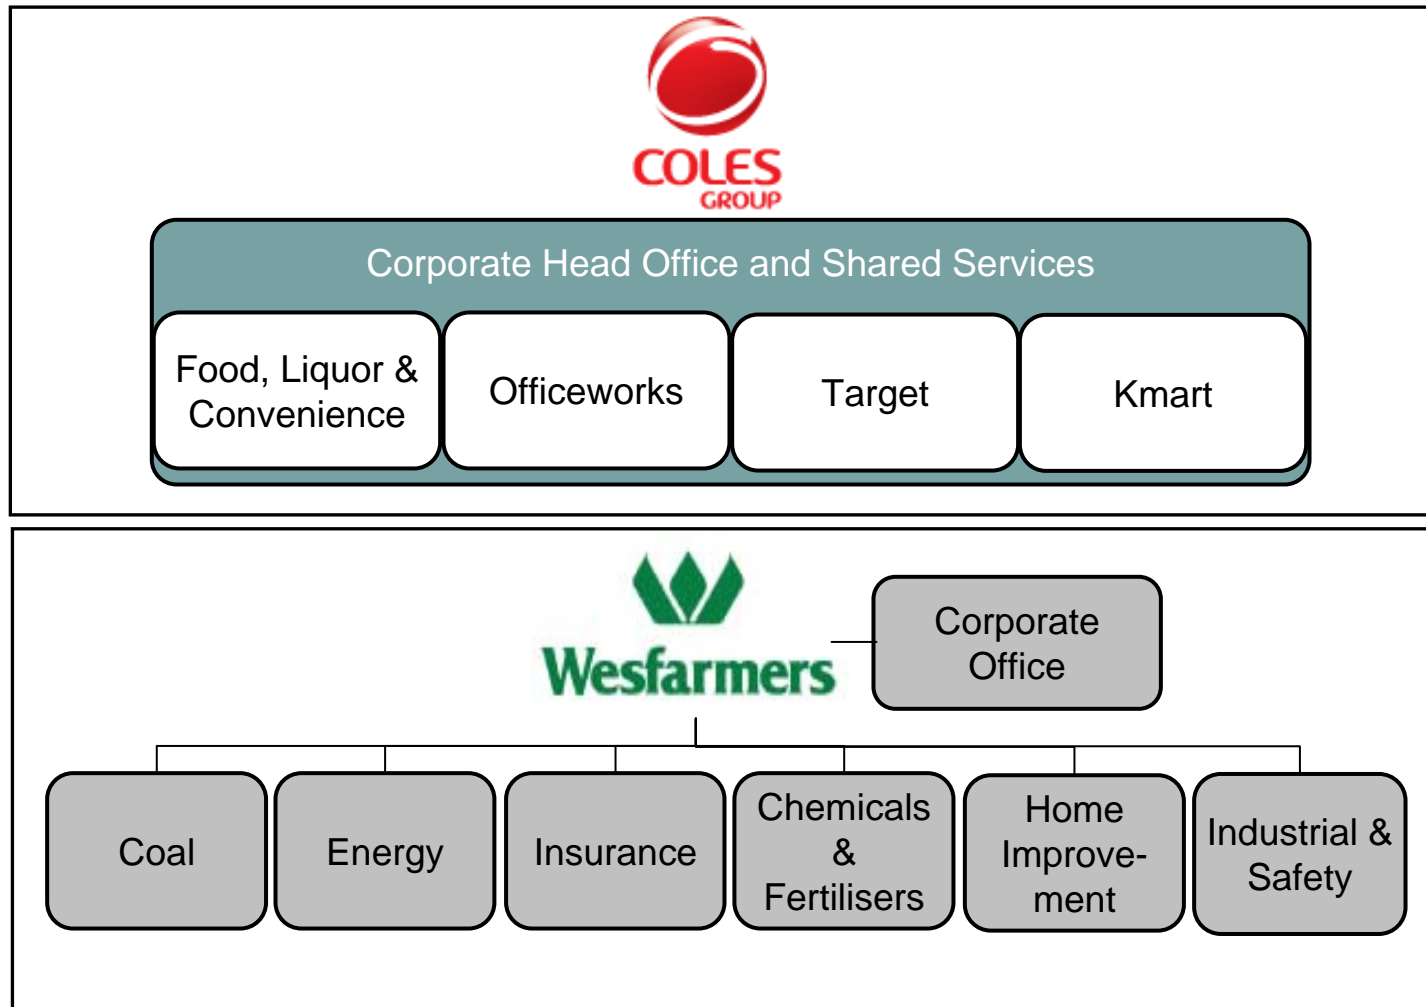 COLES
GROUP
Corporate Head Office and Shared Services
Food, Liquor &
Convenience
Officeworks
Target
Kmart
Wesfarmers
Corporate
Office
Coal
Energy
Insurance
Chemicals
&
Fertilisers
Home
Improve-
ment
Industrial &
Safety